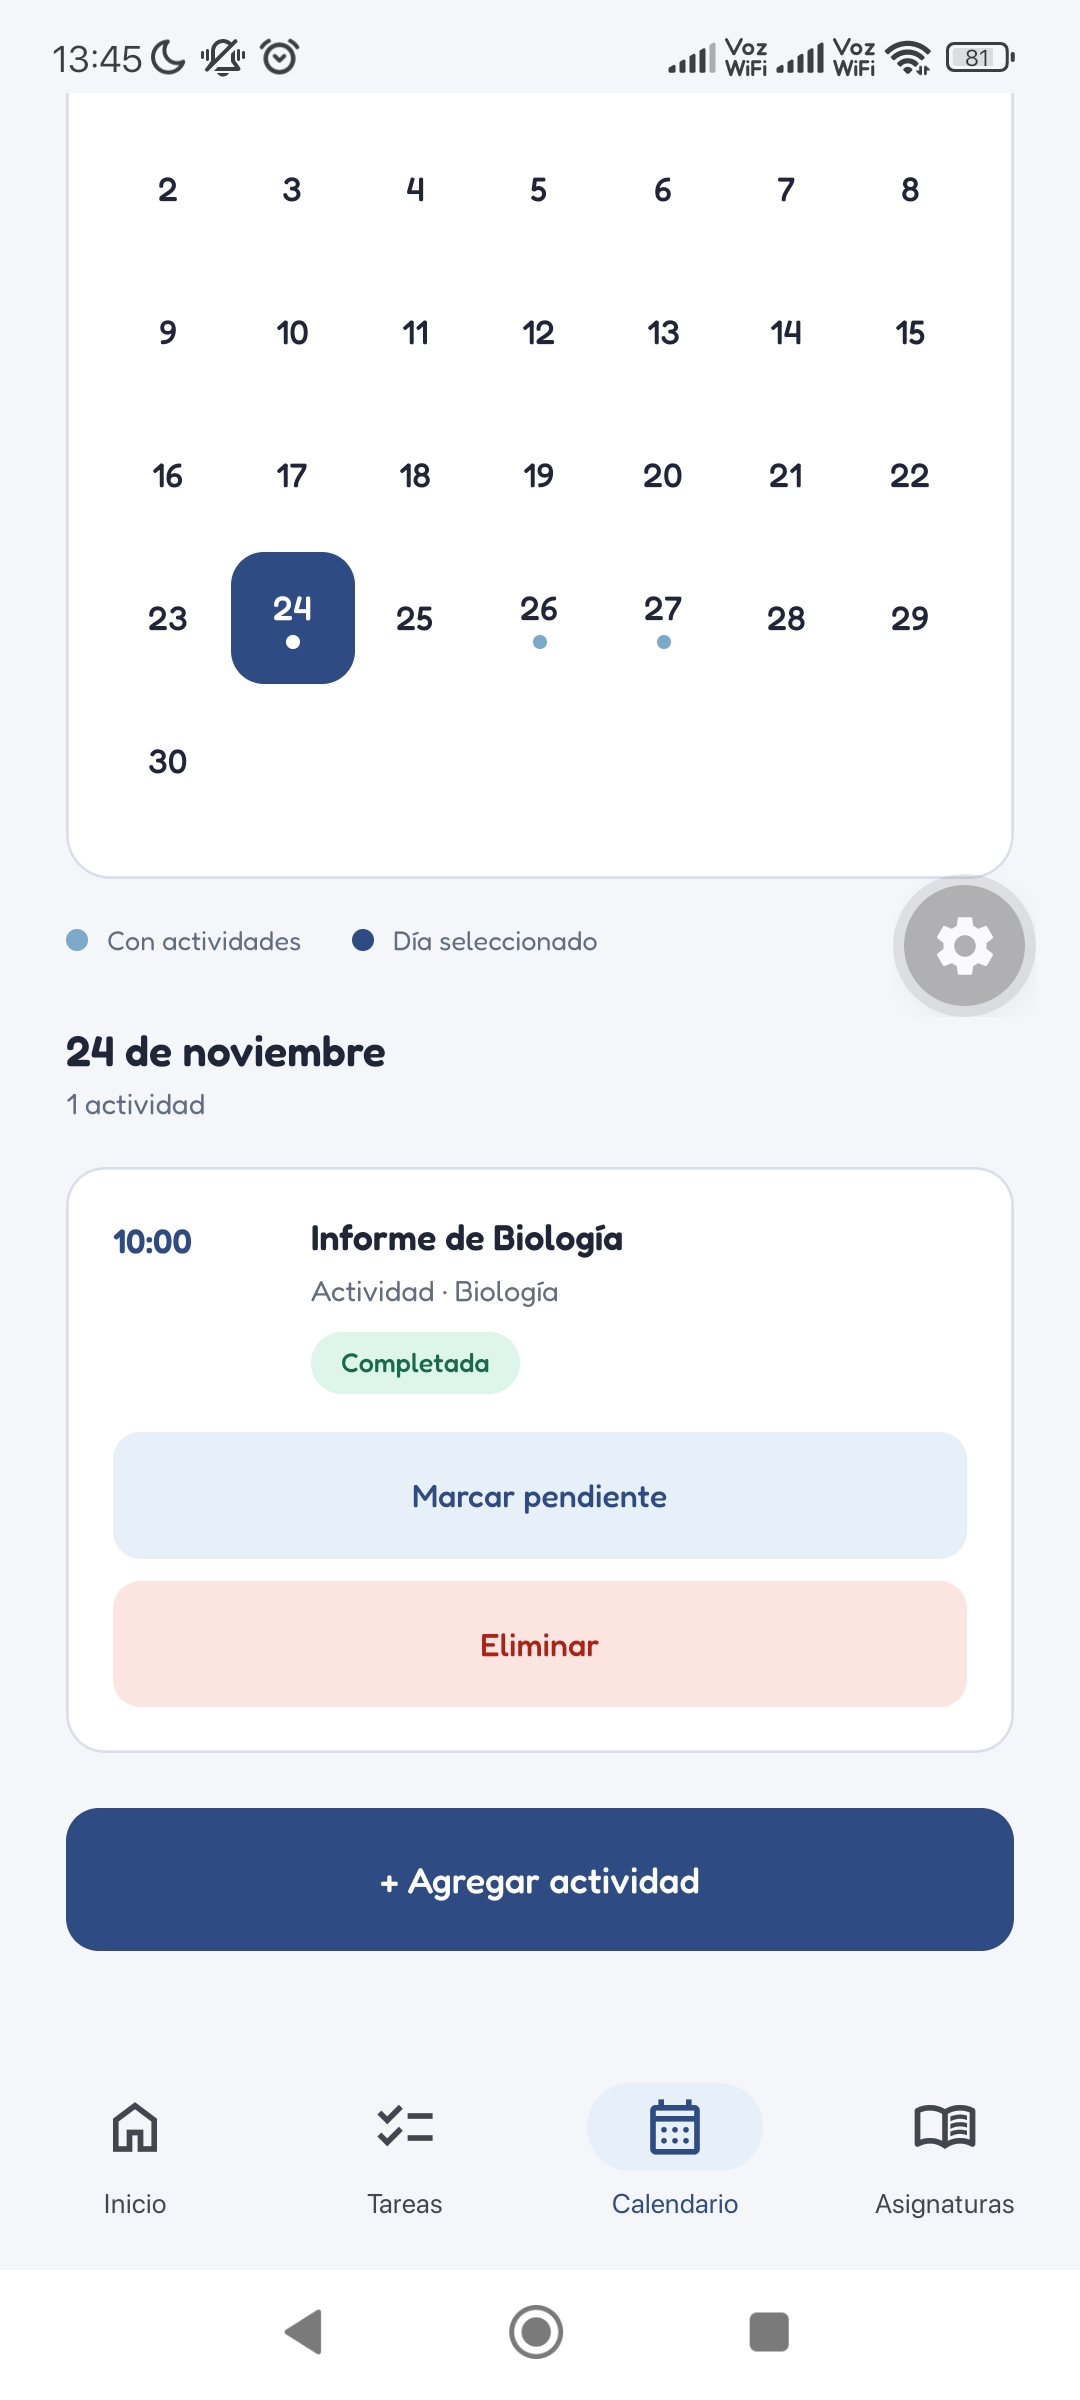 13:45 Voz WiFi Voz WiFi 81
2 3 4 5 6 7 8
9 10 11 12 13 14 15
16 17 18 19 20 21 22
23 24 25 26 27 28 29
30
Con actividades Día seleccionado
24 de noviembre
1 actividad
10:00 Informe de Biología
Actividad · Biología
Completada
Marcar pendiente
Eliminar
+ Agregar actividad
Inicio Tareas Calendario Asignaturas